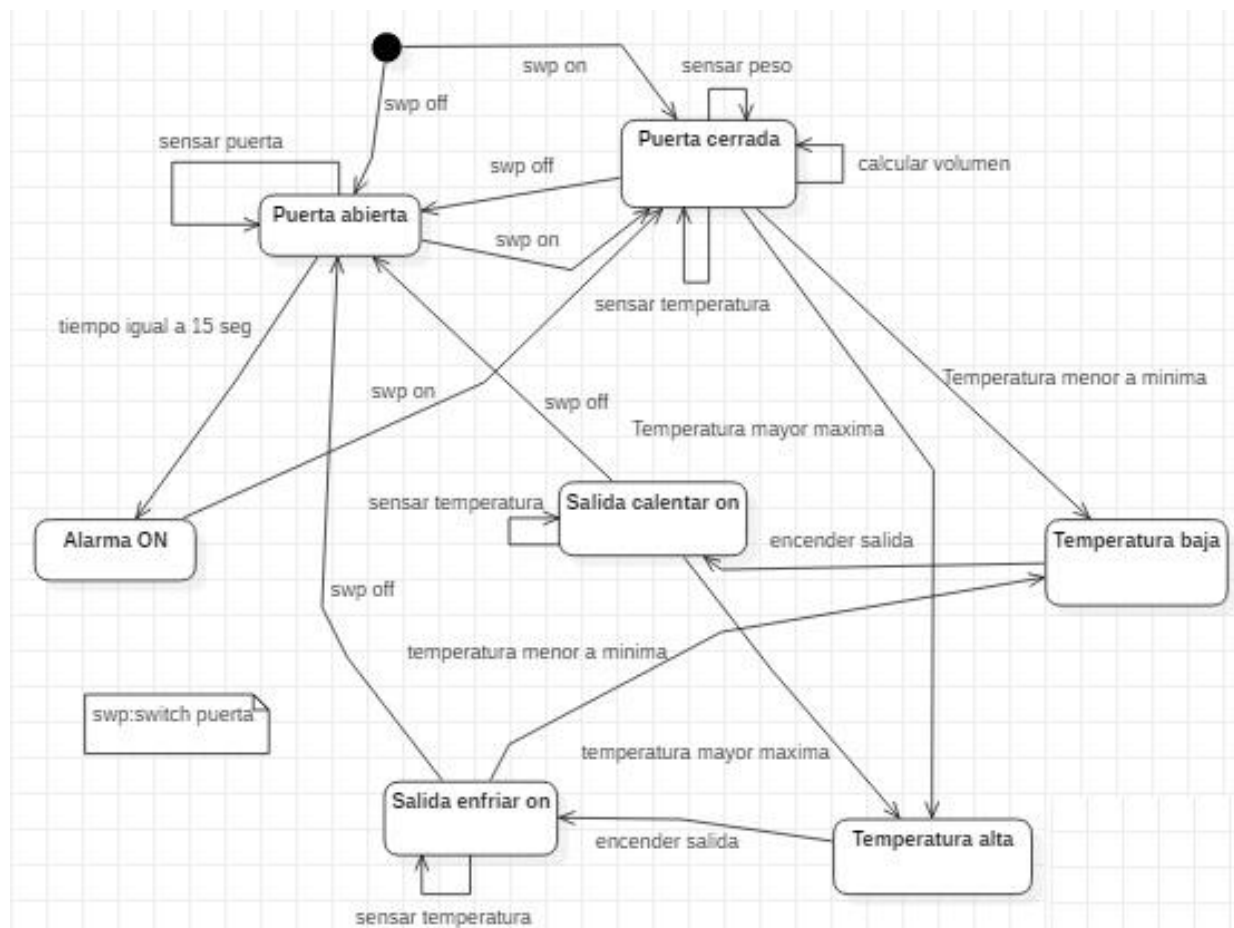 swp on
sensar peso
swp off
sensar puerta
Puerta cerrada
calcular volumen
swp off
Puerta abierta
swp on
sensar temperatura
tiempo igual a 15 seg
Temperatura menor a minima
swp on
swp off
Temperatura mayor maxima
sensar temperatura
Salida calentar on
Alarma ON
encender salida
Temperatura baja
swp off
temperatura menor a minima
swp:switch puerta
temperatura mayor maxima
Salida enfriar on
encender salida
Temperatura alta
sensar temperatura